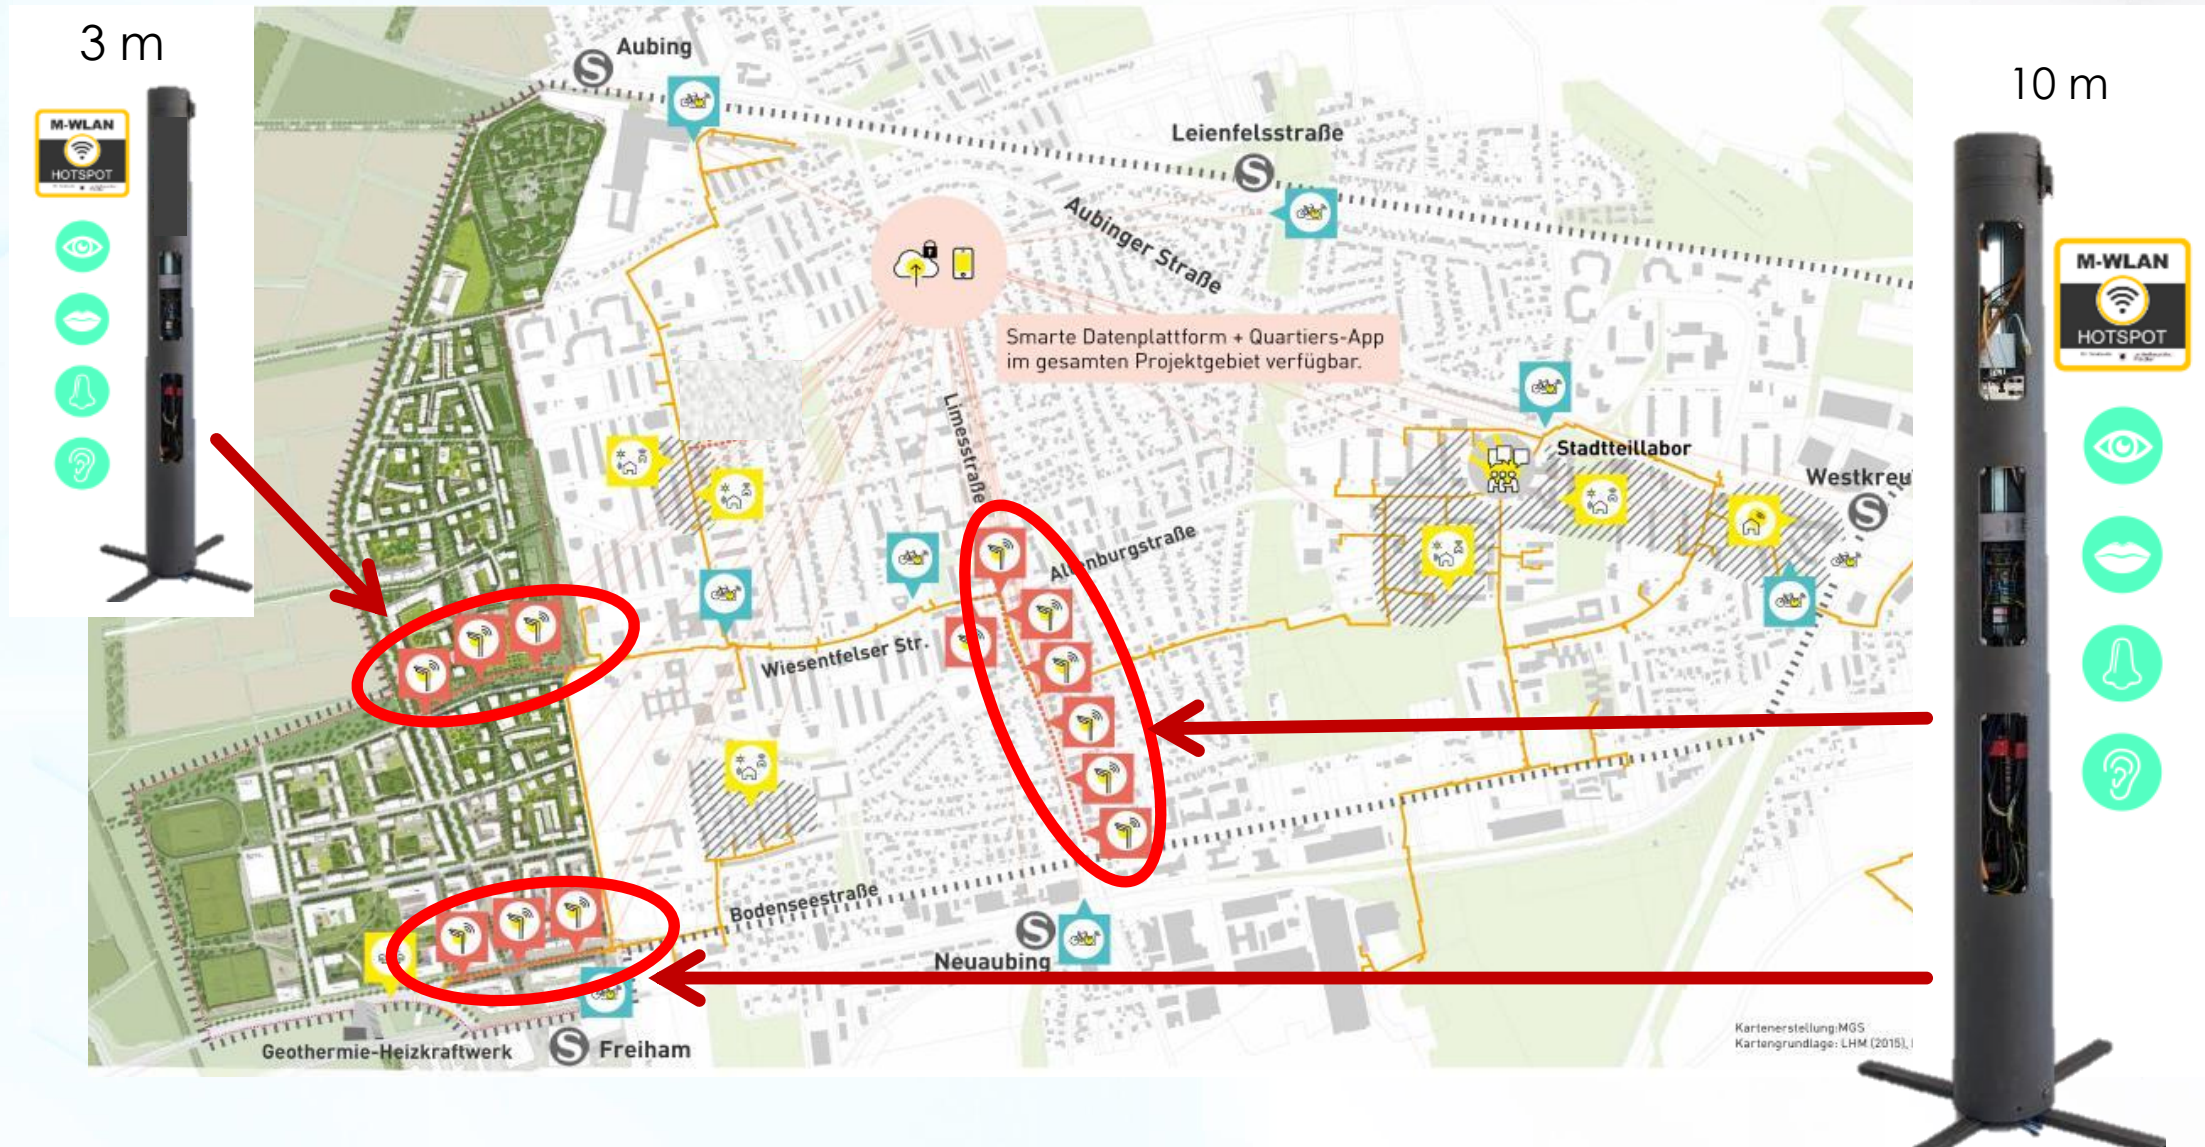 3 m
M-WLAN
HOTSPOT
10 m
M-WLAN
HOTSPOT
Aubing
Leienfelsstraße
Aubinger Straße
Smarte Datenplattform + Quartiers-App
im gesamten Projektgebiet verfügbar.
Limesstraße
Stadtteillabor
Westkreu
Altenburgstraße
Wiesentfelser Str.
Bodenseestraße
Neuaubing
Geothermie-Heizkraftwerk
Freiham
Kartenerstellung:MGS
Kartengrundlage: LHM (2015),
S
S
S
S
S